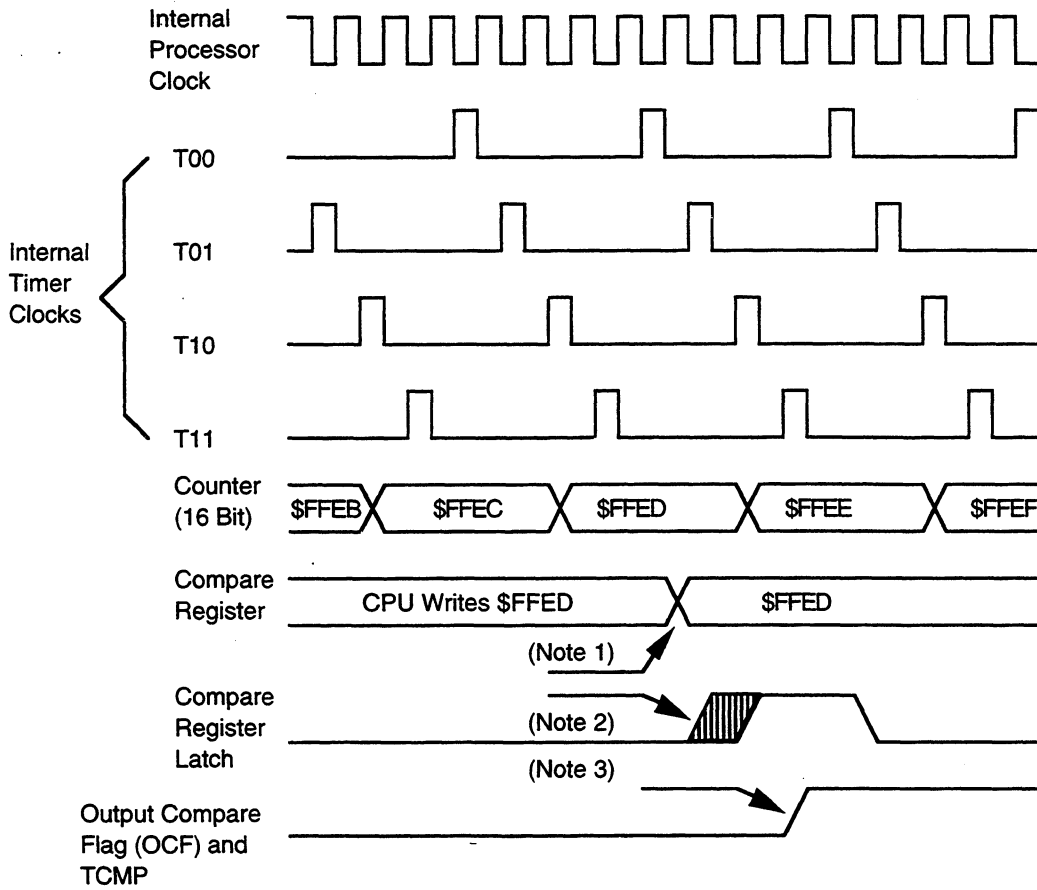 Internal
Processor
Clock
T00
T01
Internal
Timer
Clocks
T10
T11
Counter
(16 Bit)
$FFEB
$FFEC
$FFED
$FFEE
$FFEF
Compare
Register
CPU Writes $FFED
$FFED
(Note 1)
Compare
Register
Latch
(Note 2)
(Note 3)
Output Compare
Flag (OCF) and
TCMP